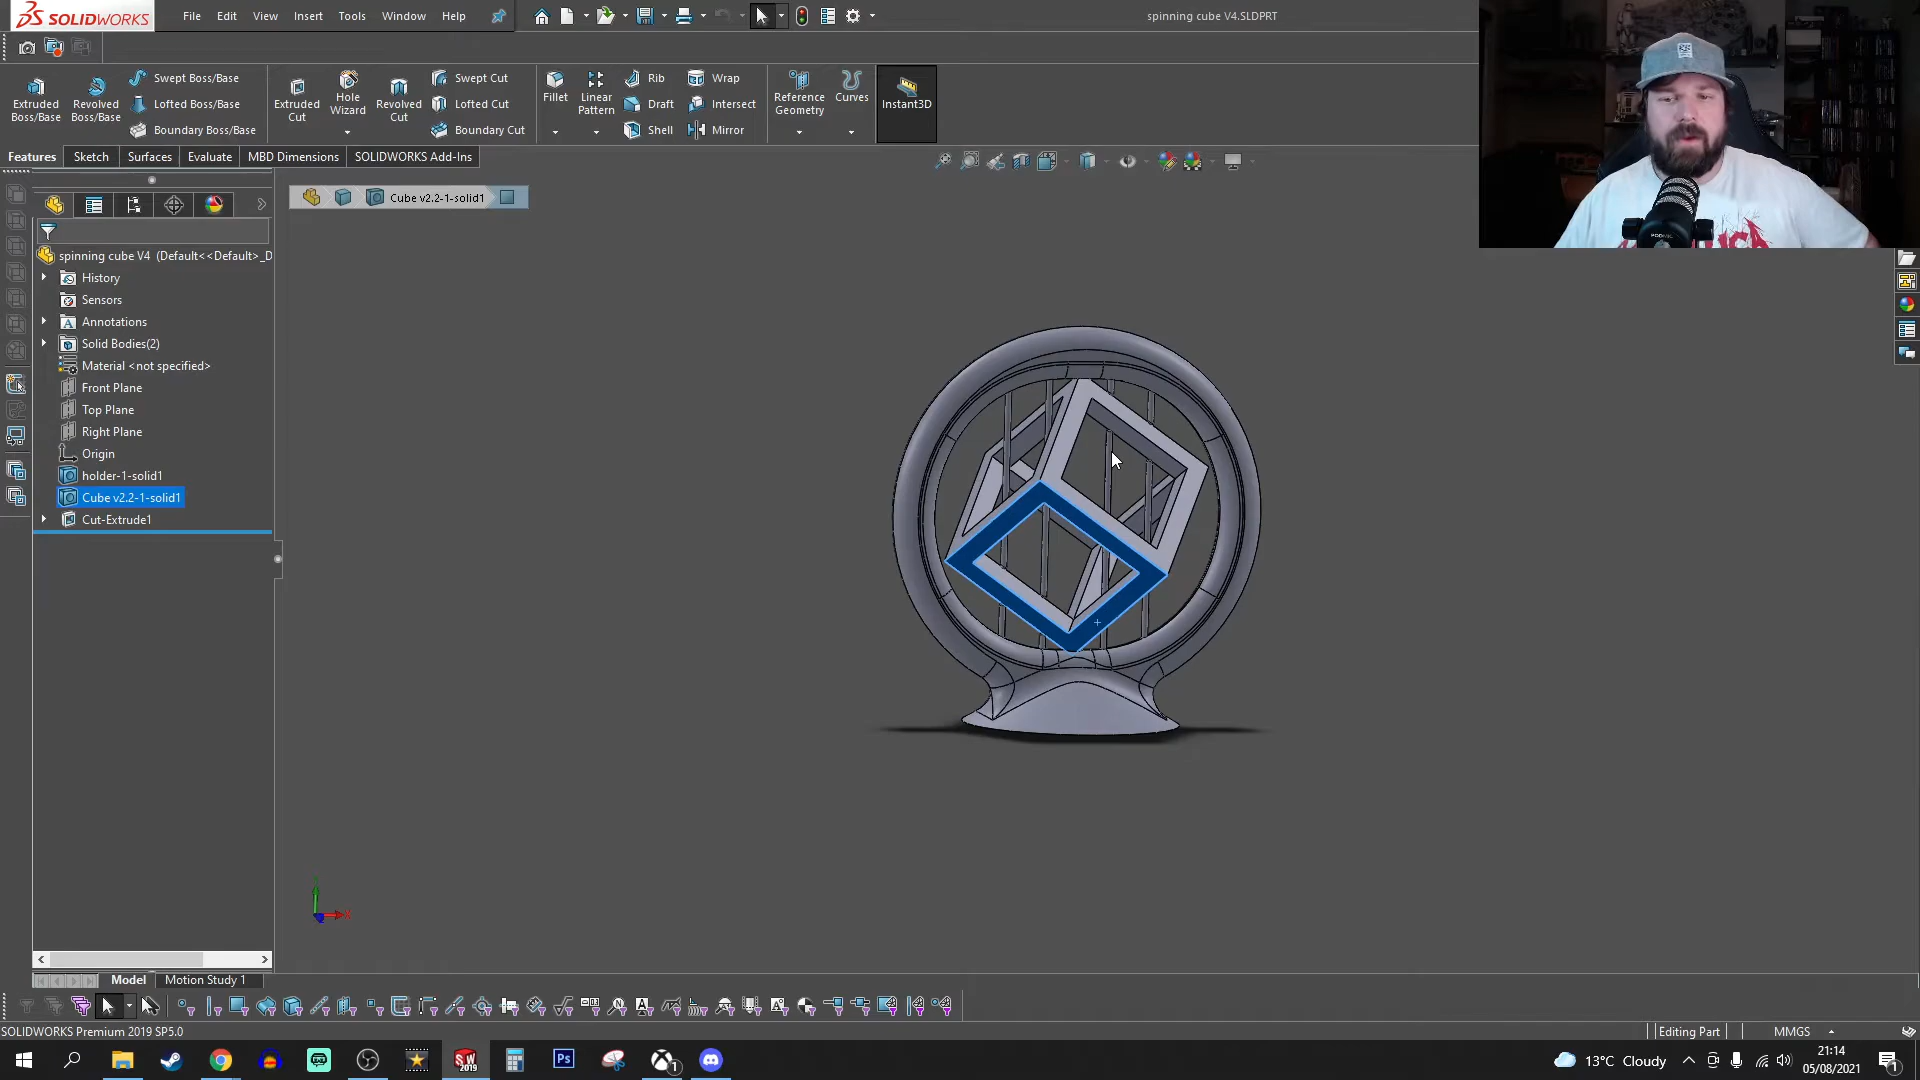 SOLIDWORKS
File Edit View Insert Tools Window Help
spinning cube V4.SLDPRT
Extruded Boss/Base
Revolved Boss/Base
Swept Boss/Base
Lofted Boss/Base
Boundary Boss/Base
Extruded Cut
Hole Wizard
Revolved Cut
Swept Cut
Lofted Cut
Boundary Cut
Fillet
Linear Pattern
Rib
Draft
Shell
Wrap
Intersect
Mirror
Reference Geometry
Curves
Instant3D
Features Sketch Surfaces Evaluate MBD Dimensions SOLIDWORKS Add-Ins
Cube v2.2-1-solid1
spinning cube V4 (Default<<Default>_D
History
Sensors
Annotations
Solid Bodies(2)
Material <not specified>
Front Plane
Top Plane
Right Plane
Origin
holder-1-solid1
Cube v2.2-1-solid1
Cut-Extrude1
Model Motion Study 1
SOLIDWORKS Premium 2019 SP5.0
Editing Part MMGS
13°C Cloudy
21:14
05/08/2021